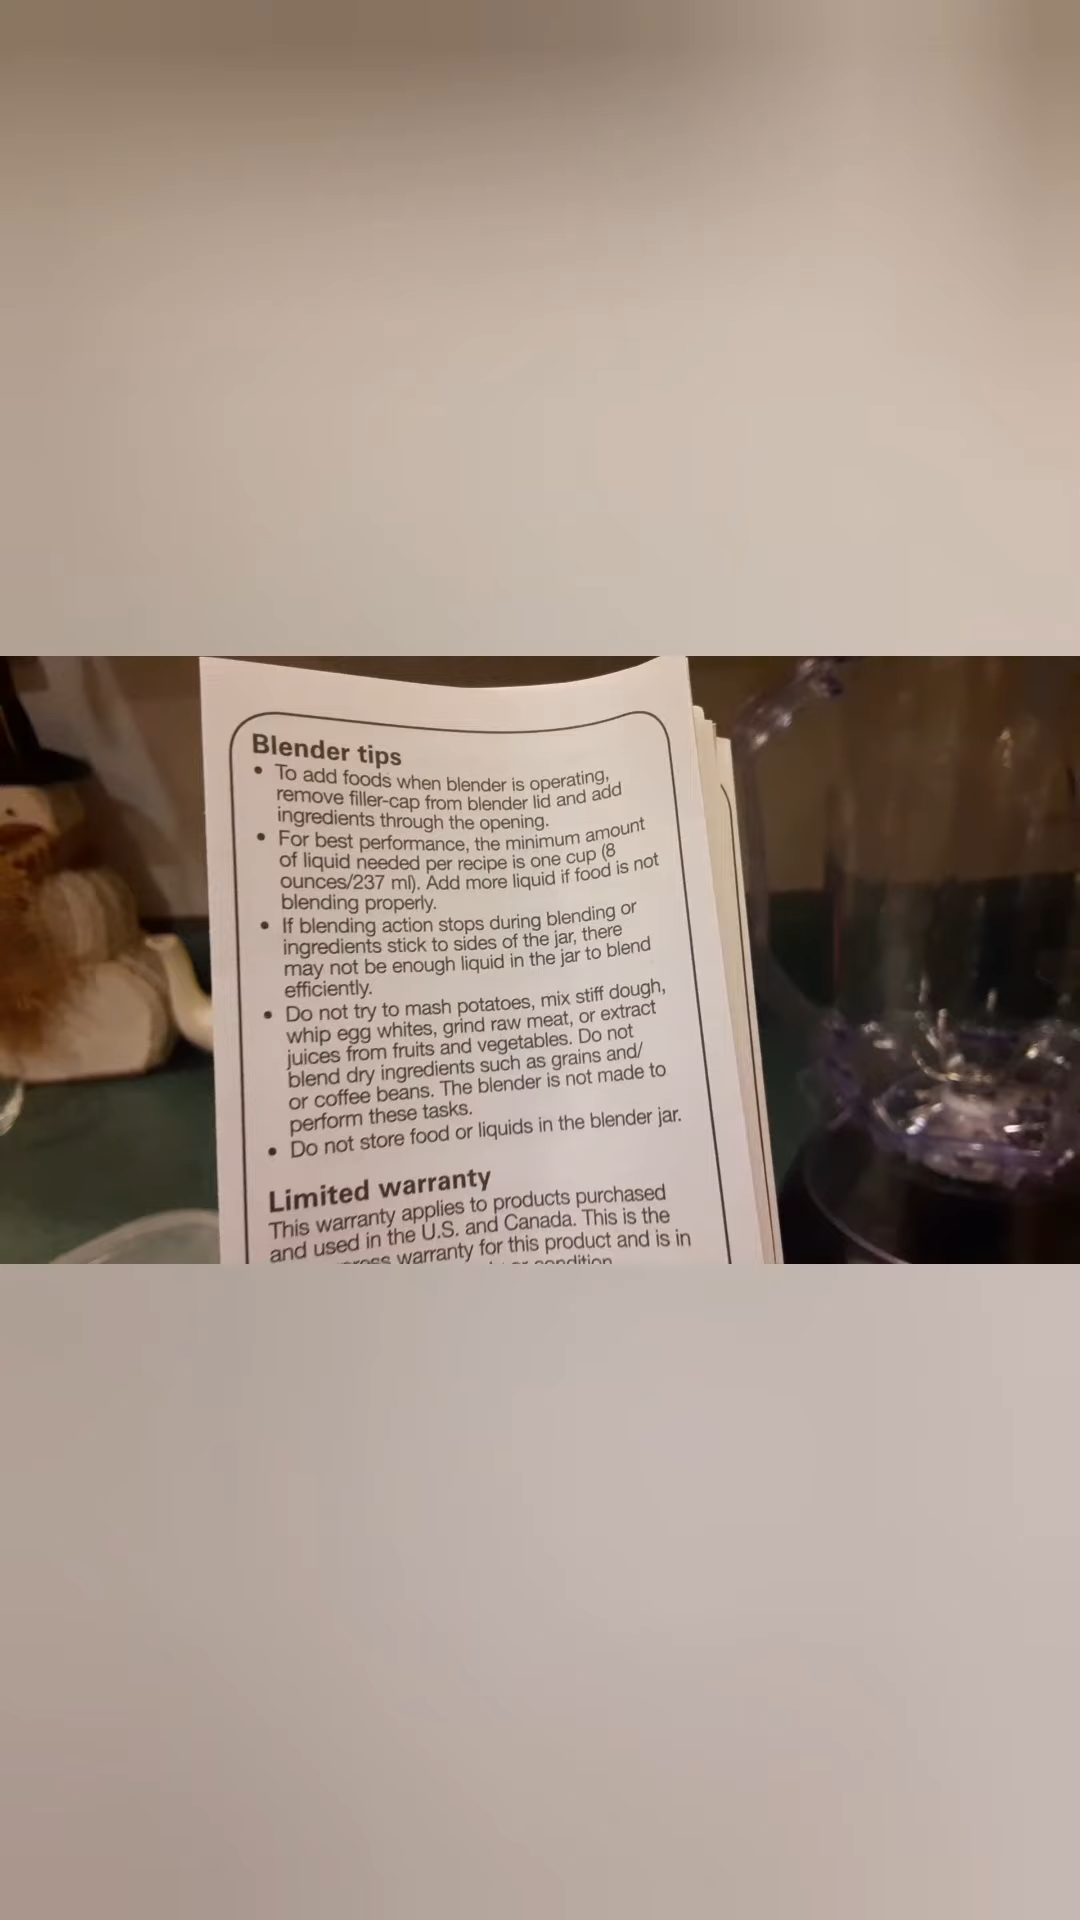 Blender tips
• To add foods when blender is operating,
remove filler-cap from blender lid and add
ingredients through the opening.
• For best performance, the minimum amount
of liquid needed per recipe is one cup (8
ounces/237 ml). Add more liquid if food is not
blending properly.
• If blending action stops during blending or
ingredients stick to sides of the jar, there
may not be enough liquid in the jar to blend
efficiently.
• Do not try to mash potatoes, mix stiff dough,
whip egg whites, grind raw meat, or extract
juices from fruits and vegetables. Do not
blend dry ingredients such as grains and/
or coffee beans. The blender is not made to
perform these tasks.
• Do not store food or liquids in the blender jar.
Limited warranty
This warranty applies to products purchased
and used in the U.S. and Canada. This is the
warranty for this product and is in
condition